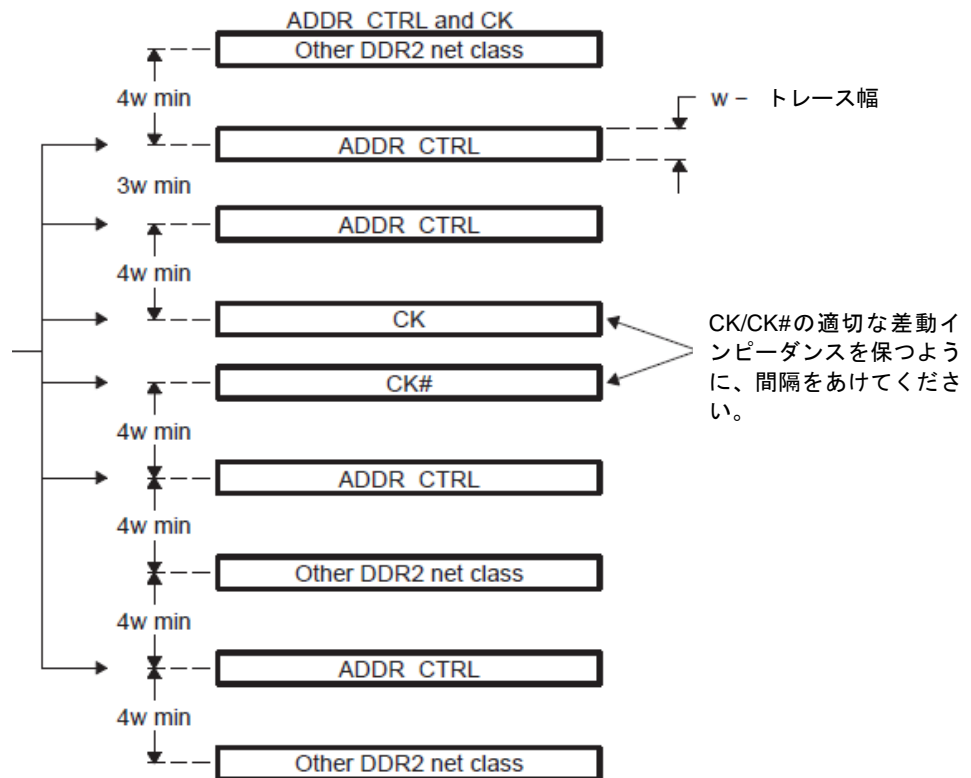 ADDR_CTRL and CK
Other DDR2 net class
4w min
w – トレース幅
ADDR_CTRL
3w min
ADDR_CTRL
4w min
CK
CK/CK#の適切な差動イ
ンピーダンスを保つよう
に、間隔をあけてくださ
い。
CK#
4w min
ADDR_CTRL
4w min
Other DDR2 net class
4w min
ADDR_CTRL
4w min
Other DDR2 net class